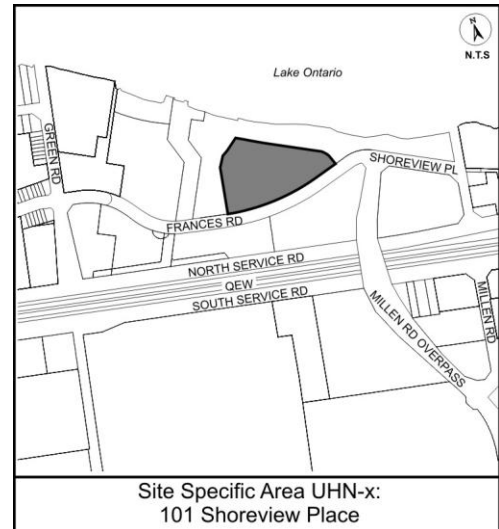 N
N.T.S
Lake Ontario
GREEN RD
SHOREVIEW PL
FRANCES RD
NORTH SERVICE RD
QEW
SOUTH SERVICE RD
MILLEN RD OVERPASS
MILLEN RD
Site Specific Area UHN-x:
101 Shoreview Place